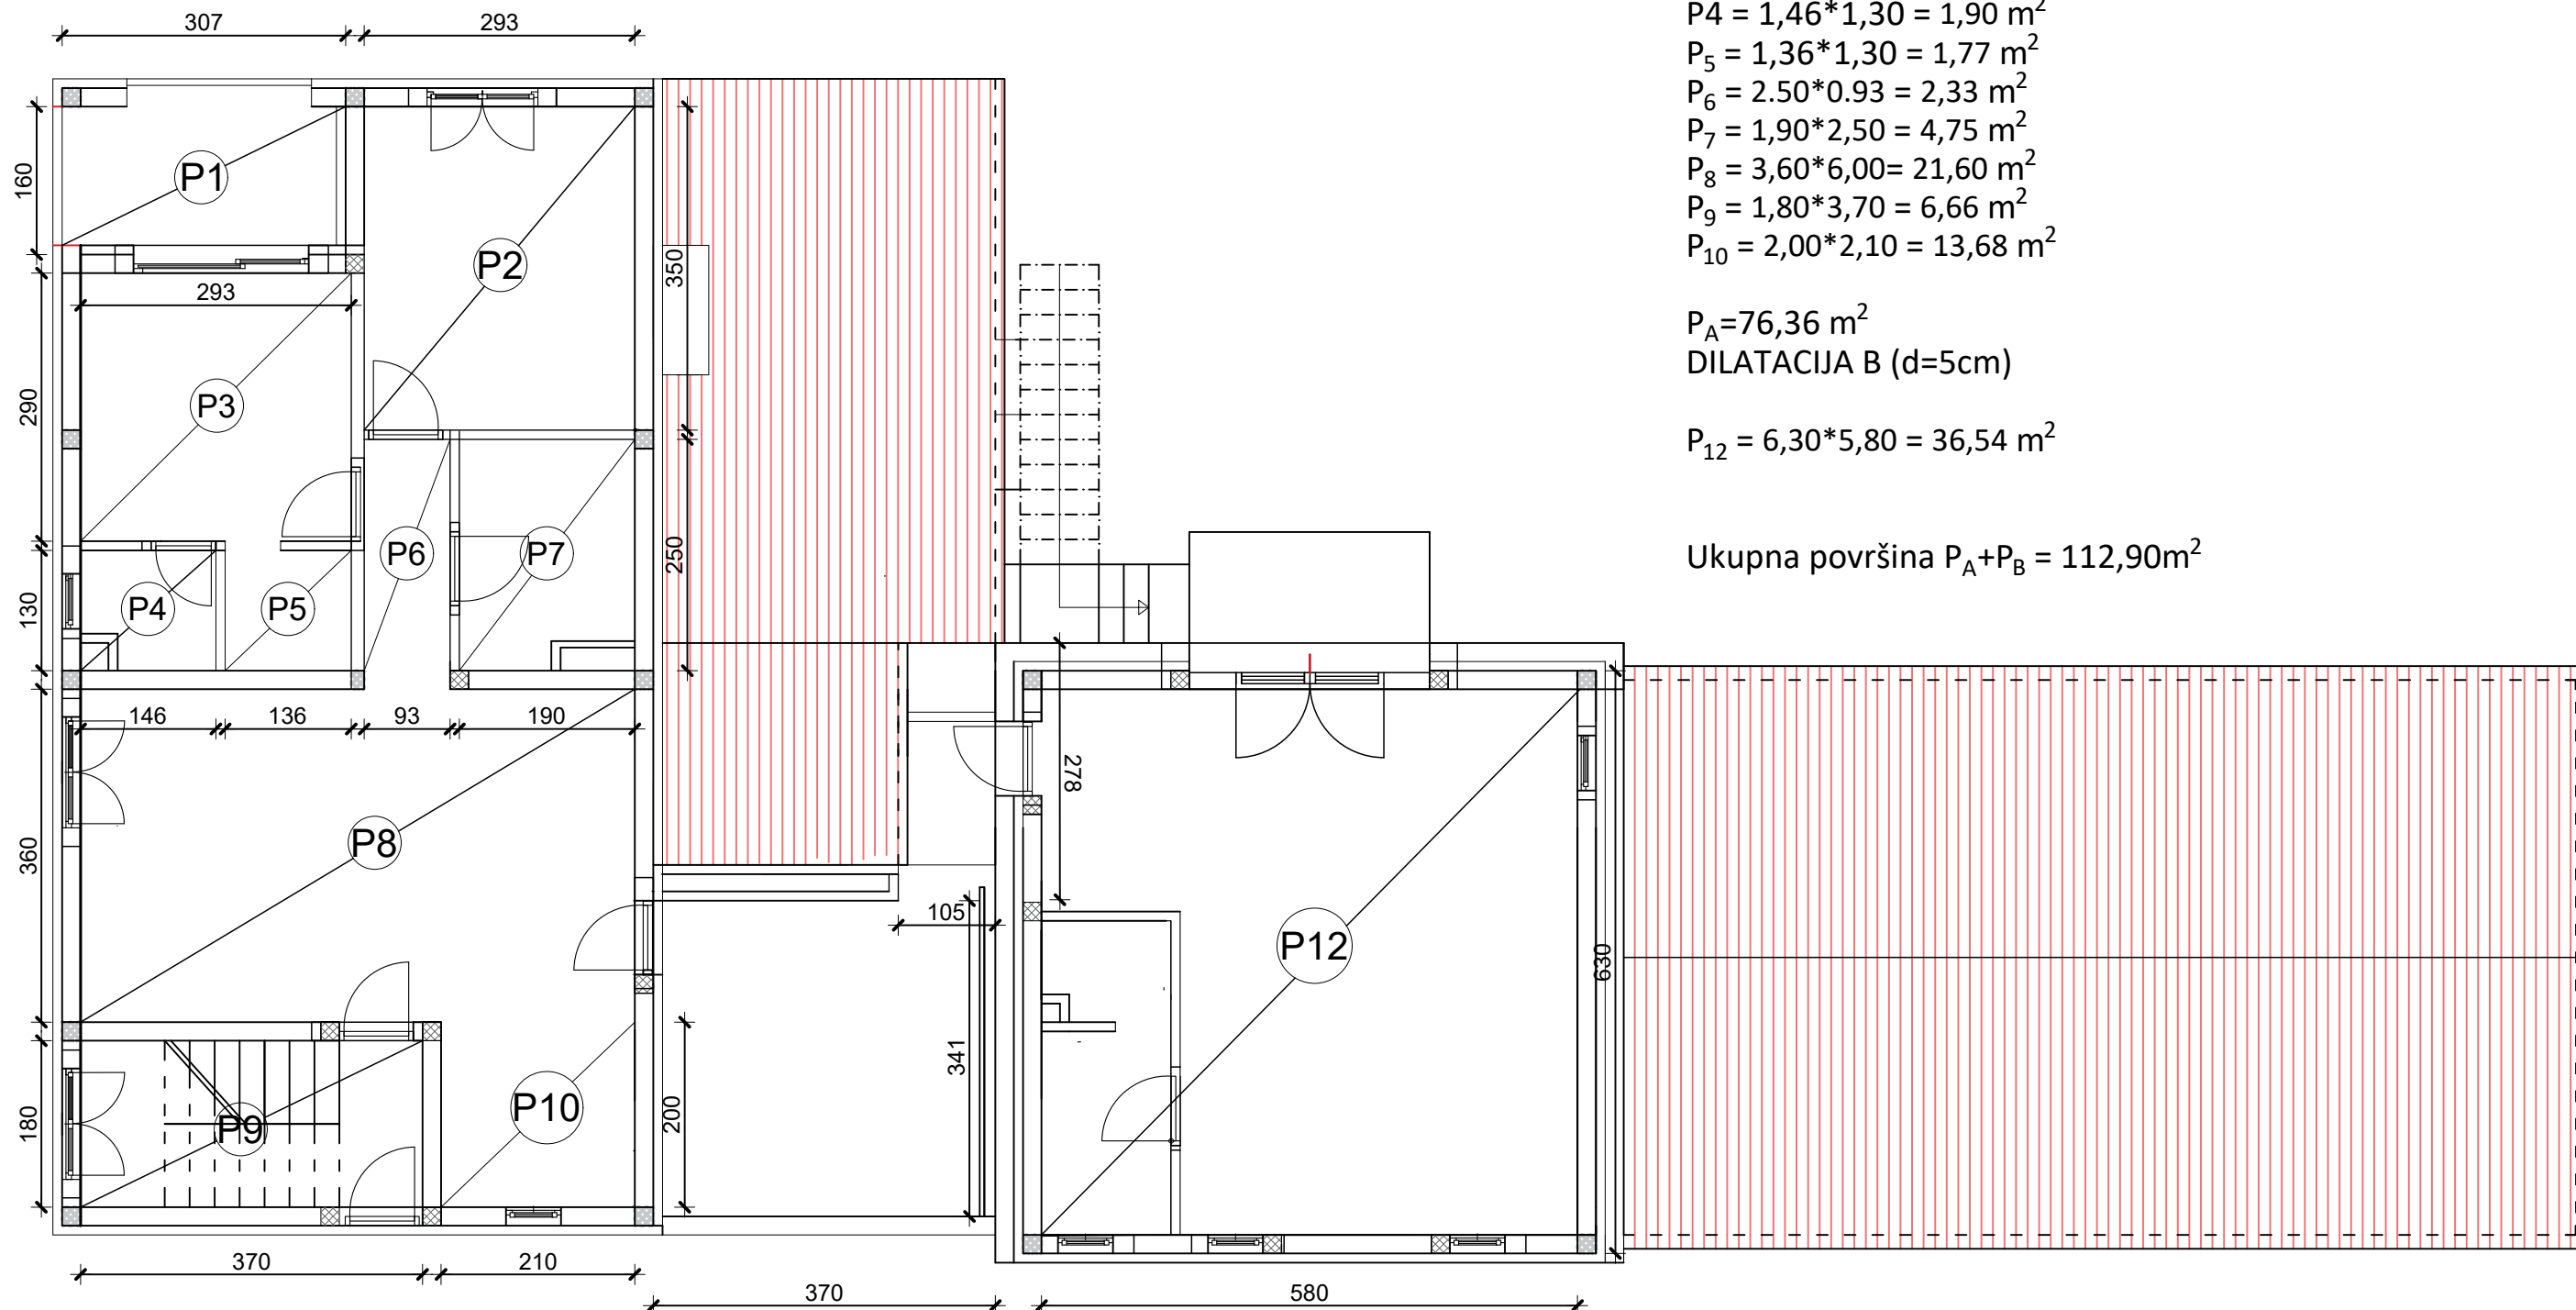 307
293
P4 = 1,46*1,30 = 1,90 m²
P₅ = 1,36*1,30 = 1,77 m²
P₆ = 2.50*0.93 = 2,33 m²
P₇ = 1,90*2,50 = 4,75 m²
P₈ = 3,60*6,00= 21,60 m²
P₉ = 1,80*3,70 = 6,66 m²
P₁₀ = 2,00*2,10 = 13,68 m²
P_A=76,36 m²
DILATACIJA B (d=5cm)
P₁₂ = 6,30*5,80 = 36,54 m²
Ukupna površina P_A+P_B = 112,90m²
160
P1
P2
350
293
290
P3
P6
P7
250
130
P4
P5
146
136
93
190
278
360
P8
105
P12
630
341
200
180
P9
P10
370
210
370
580